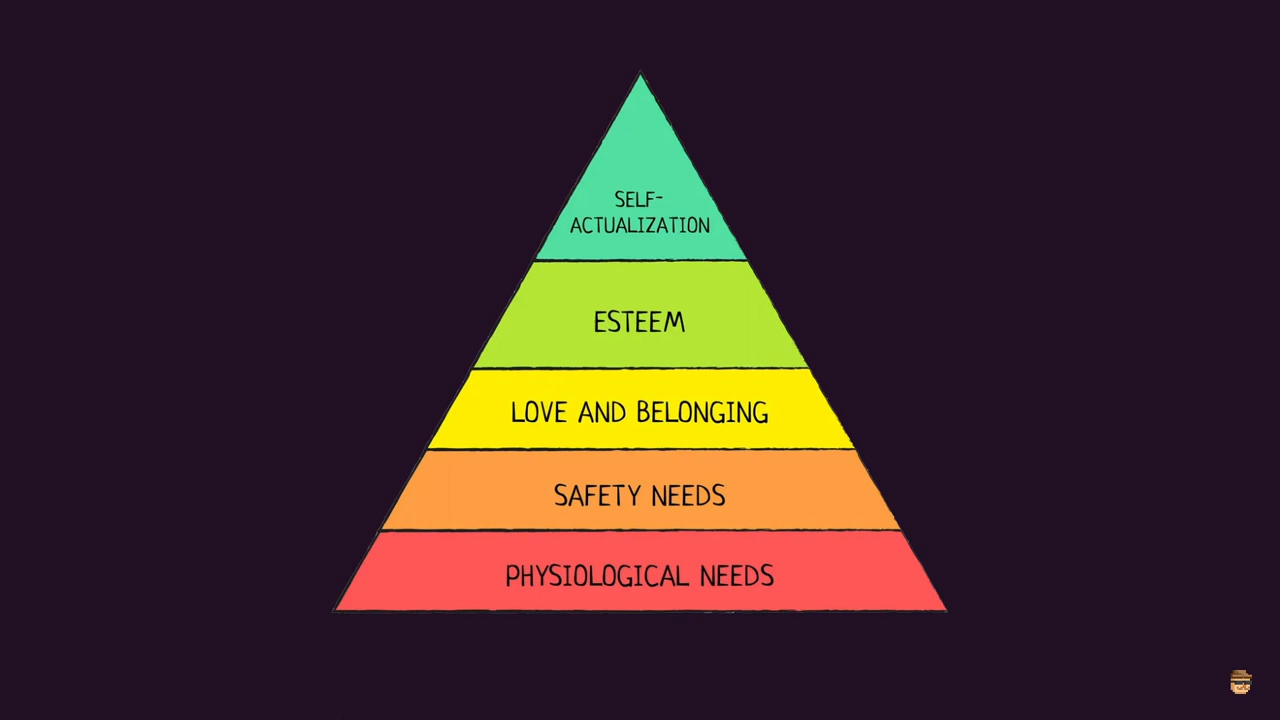 SELF-
ACTUALIZATION
ESTEEM
LOVE AND BELONGING
SAFETY NEEDS
PHYSIOLOGICAL NEEDS